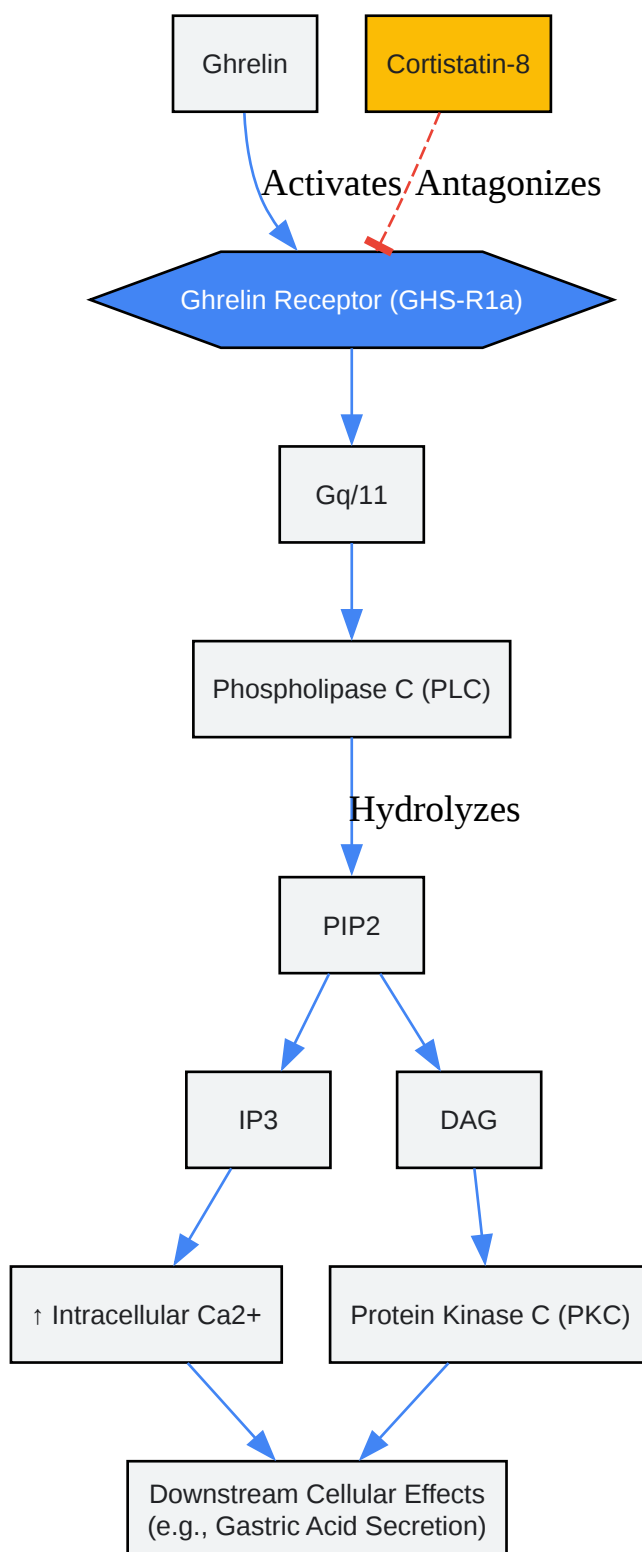 Ghrelin
Cortistatin-8
Activates
Antagonizes
Ghrelin Receptor (GHS-R1a)
Gq/11
Phospholipase C (PLC)
Hydrolyzes
PIP2
IP3
DAG
↑ Intracellular Ca2+
Protein Kinase C (PKC)
Downstream Cellular Effects
(e.g., Gastric Acid Secretion)